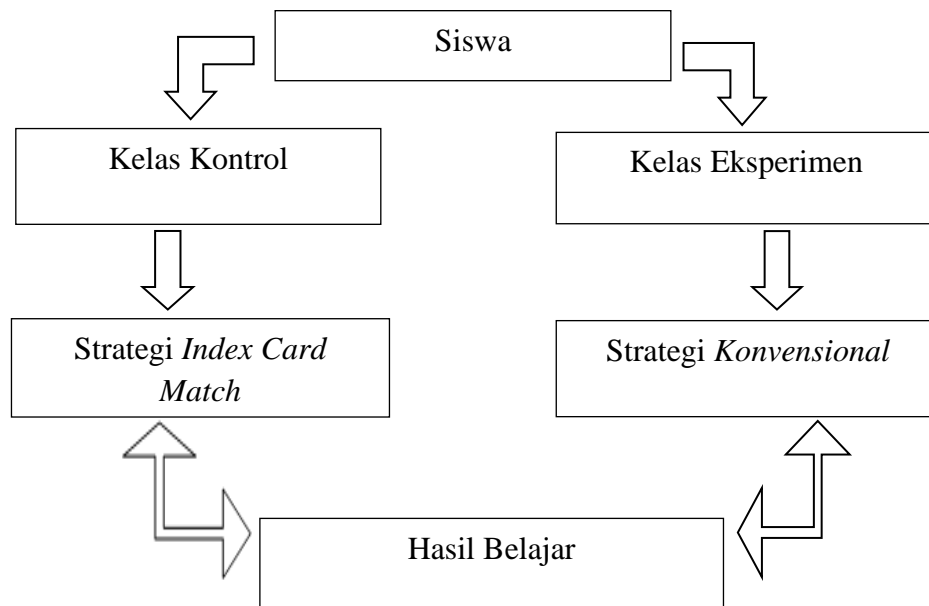 Siswa
Kelas Kontrol
Kelas Eksperimen
Strategi Index Card
Match
Strategi Konvensional
Hasil Belajar